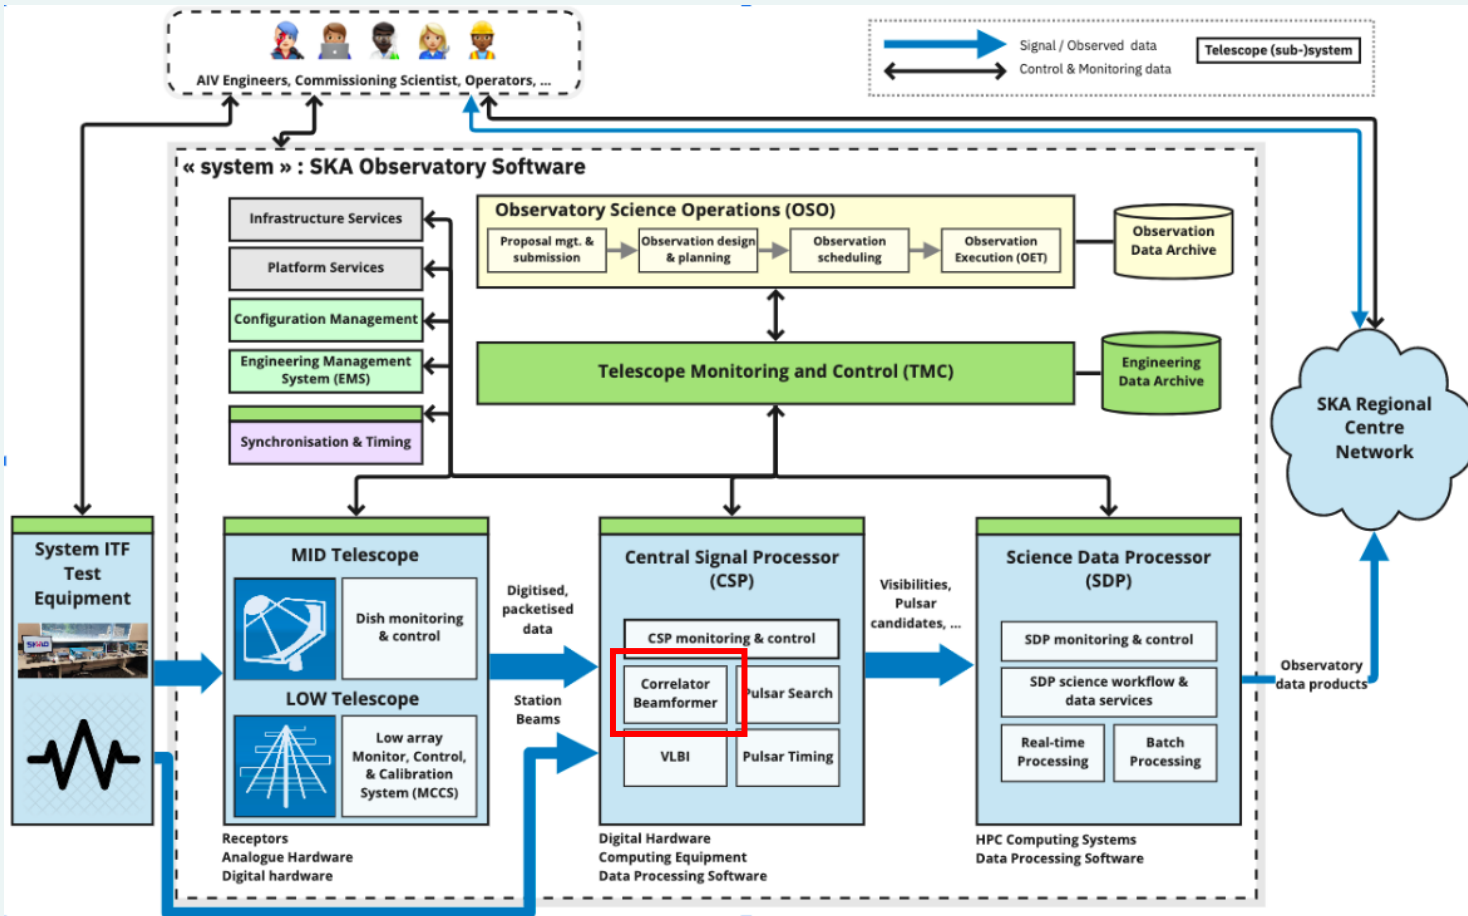 AIV Engineers, Commissioning Scientist, Operators, ...
Signal / Observed data
Control & Monitoring data
Telescope (sub-)system
« system » : SKA Observatory Software
Infrastructure Services
Platform Services
Configuration Management
Engineering Management
System (EMS)
Synchronisation & Timing
Observatory Science Operations (OSO)
Proposal mgt. &
submission
Observation design
& planning
Observation
scheduling
Observation
Execution (OET)
Observation
Data Archive
Telescope Monitoring and Control (TMC)
Engineering
Data Archive
SKA Regional
Centre
Network
System ITF
Test
Equipment
MID Telescope
Dish monitoring
& control
LOW Telescope
Low array
Monitor, Control,
& Calibration
System (MCCS)
Receptors
Analogue Hardware
Digital hardware
Digitised,
packetised
data
Station
Beams
Central Signal Processor
(CSP)
CSP monitoring & control
Correlator
Beamformer
Pulsar Search
VLBI
Pulsar Timing
Digital Hardware
Computing Equipment
Data Processing Software
Visibilities,
Pulsar
candidates, ...
Science Data Processor
(SDP)
SDP monitoring & control
SDP science workflow &
data services
Real-time
Processing
Batch
Processing
HPC Computing Systems
Data Processing Software
Observatory
data products